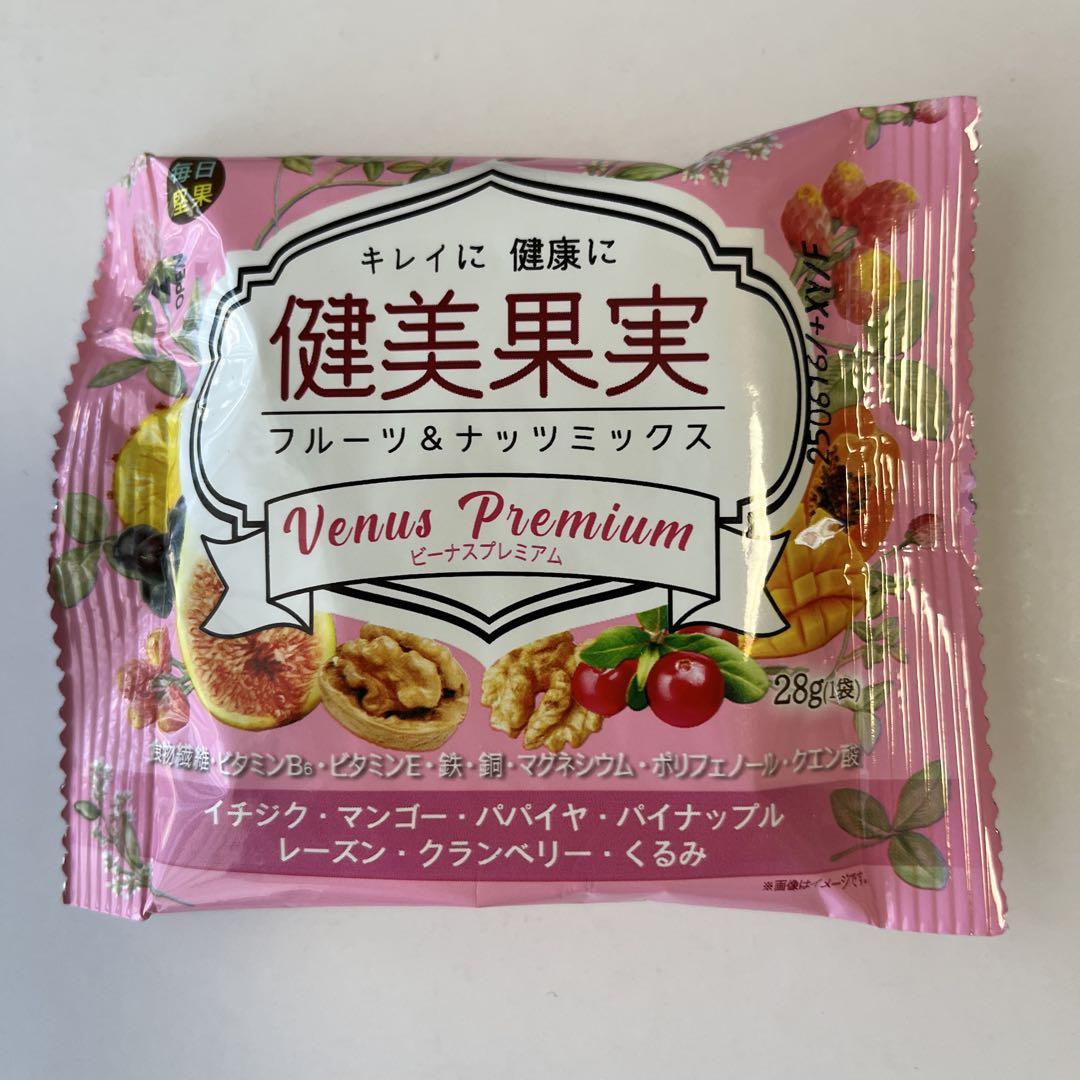 毎日
堅果
OPEN
キレイに 健康に
健美果実
フルーツ&ナッツミックス
Venus Premium
ビーナスプレミアム
250616/+XY/F
28g(1袋)
食物繊維・ビタミンB₆・ビタミンE・鉄・銅・マグネシウム・ポリフェノール・クエン酸
イチジク・マンゴー・パパイヤ・パイナップル
レーズン・クランベリー・くるみ
※画像はイメージです。